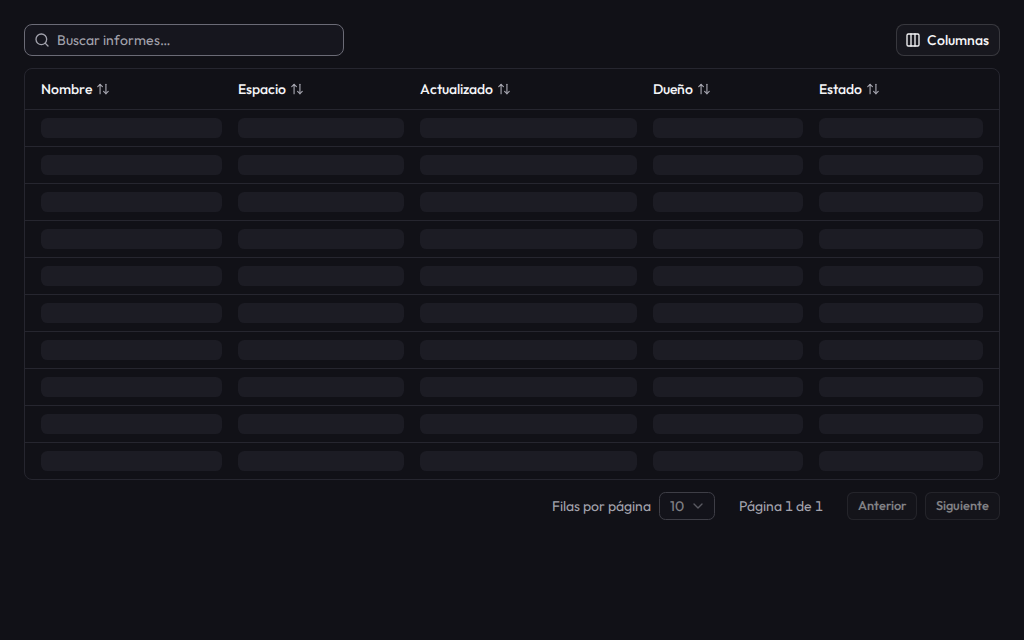 Buscar informes...
Columnas
Nombre Espacio Actualizado Dueño Estado
Filas por página 10 Página 1 de 1 Anterior Siguiente